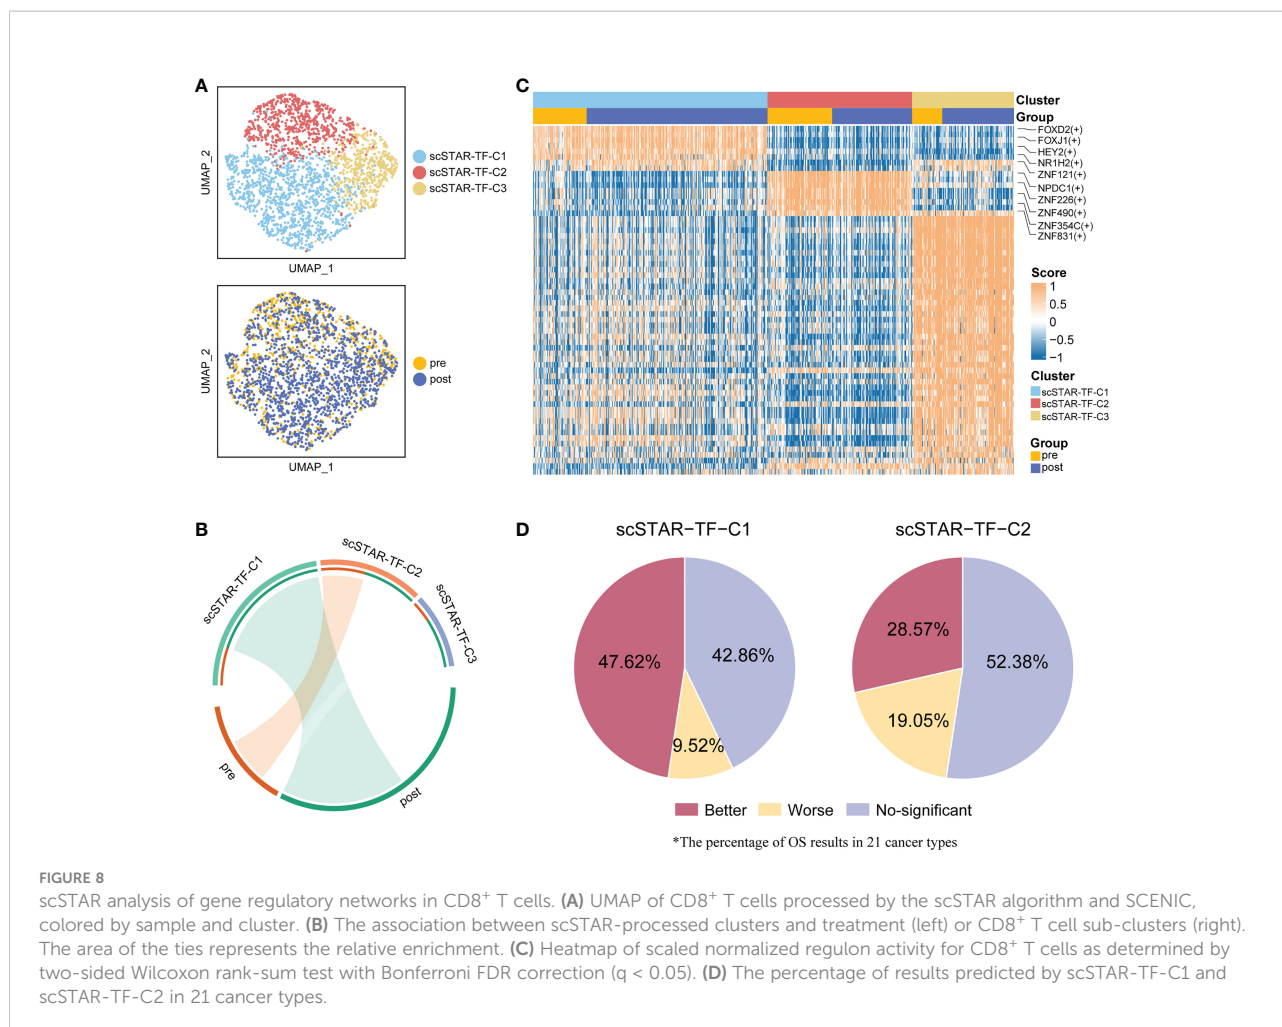 A
UMAP_2
UMAP_1
scSTAR-TF-C1
scSTAR-TF-C2
scSTAR-TF-C3
UMAP_2
UMAP_1
pre
post
C
Cluster
Group
FOXD2(+)
FOXJ1(+)
HEY2(+)
NR1H2(+)
ZNF121(+)
NPDC1(+)
ZNF226(+)
ZNF490(+)
ZNF354C(+)
ZNF831(+)
Score
1
0.5
0
−0.5
−1
Cluster
scSTAR-TF-C1
scSTAR-TF-C2
scSTAR-TF-C3
Group
pre
post
B
scSTAR-TF-C1
scSTAR-TF-C2
scSTAR-TF-C3
pre
post
D
scSTAR−TF−C1
47.62%
42.86%
9.52%
scSTAR−TF−C2
28.57%
52.38%
19.05%
Better
Worse
No-significant
*The percentage of OS results in 21 cancer types
FIGURE 8
scSTAR analysis of gene regulatory networks in CD8⁺ T cells. (A) UMAP of CD8⁺ T cells processed by the scSTAR algorithm and SCENIC,
colored by sample and cluster. (B) The association between scSTAR-processed clusters and treatment (left) or CD8⁺ T cell sub-clusters (right).
The area of the ties represents the relative enrichment. (C) Heatmap of scaled normalized regulon activity for CD8⁺ T cells as determined by
two-sided Wilcoxon rank-sum test with Bonferroni FDR correction (q < 0.05). (D) The percentage of results predicted by scSTAR-TF-C1 and
scSTAR-TF-C2 in 21 cancer types.